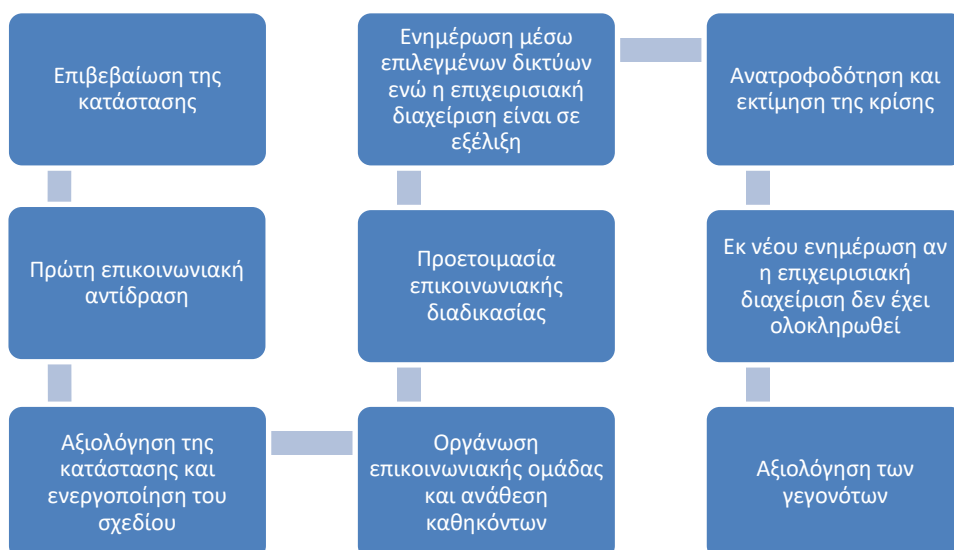 Επιβεβαίωση της
κατάστασης
Πρώτη επικοινωνιακή
αντίδραση
Αξιολόγηση της
κατάστασης και
ενεργοποίηση του
σχεδίου
Οργάνωση
επικοινωνιακής ομάδας
και ανάθεση
καθηκόντων
Προετοιμασία
επικοινωνιακής
διαδικασίας
Ενημέρωση μέσω
επιλεγμένων δικτύων
ενώ η επιχειρισιακή
διαχείριση είναι σε
εξέλιξη
Ανατροφοδότηση και
εκτίμηση της κρίσης
Εκ νέου ενημέρωση αν
η επιχειρισιακή
διαχείριση δεν έχει
ολοκληρωθεί
Αξιολόγηση των
γεγονότων